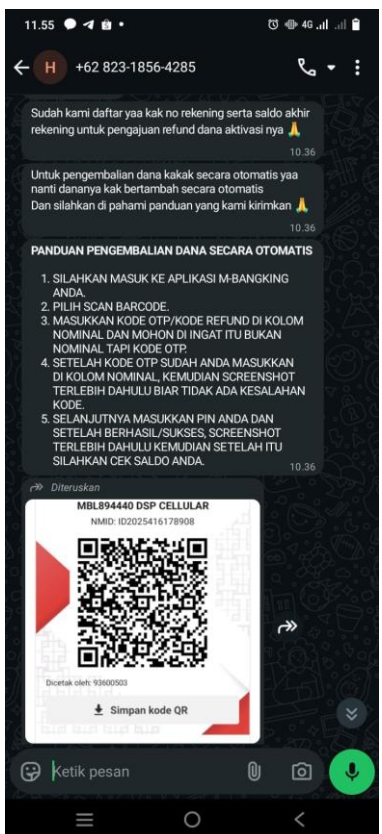 11.55
4G
H +62 823-1856-4285
Sudah kami daftar yaa kak no rekening serta saldo akhir
rekening untuk pengajuan refund dana aktivasi nya 🙏
10.36
Untuk pengembalian dana kakak secara otomatis yaa
nanti dananya kak bertambah secara otomatis
Dan silahkan di pahami panduan yang kami kirimkan 🙏
10.36
PANDUAN PENGEMBALIAN DANA SECARA OTOMATIS
1. SILAHKAN MASUK KE APLIKASI M-BANGKING
ANDA.
2. PILIH SCAN BARCODE.
3. MASUKKAN KODE OTP/KODE REFUND DI KOLOM
NOMINAL DAN MOHON DI INGAT ITU BUKAN
NOMINAL TAPI KODE OTP.
4. SETELAH KODE OTP SUDAH ANDA MASUKKAN
DI KOLOM NOMINAL, KEMUDIAN SCREENSHOT
TERLEBIH DAHULU BIAR TIDAK ADA KESALAHAN
KODE.
5. SELANJUTNYA MASUKKAN PIN ANDA DAN
SETELAH BERHASIL/SUKSES, SCREENSHOT
TERLEBIH DAHULU KEMUDIAN SETELAH ITU
SILAHKAN CEK SALDO ANDA.
10.36
Diteruskan
MBL894440 DSP CELLULAR
NMID: ID2025416178908
Dicetak oleh: 93600503
Simpan kode QR
Ketik pesan